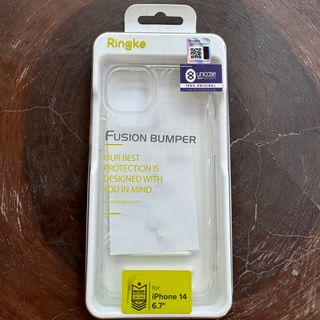 Ringke
unicase
100% ORIGINAL
FUSION BUMPER
OUR BEST
PROTECTION IS
DESIGNED WITH
YOU IN MIND.
for
iPhone 14
6.7"